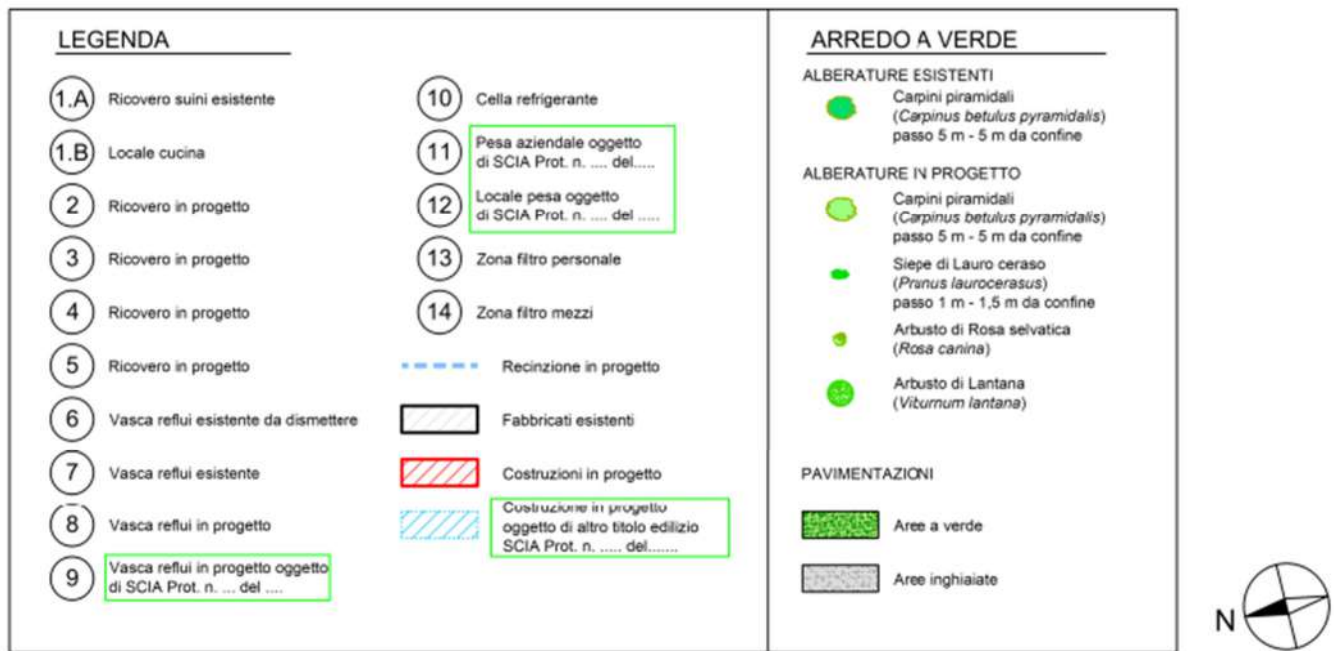 LEGENDA
1.A Ricovero suini esistente
1.B Locale cucina
2 Ricovero in progetto
3 Ricovero in progetto
4 Ricovero in progetto
5 Ricovero in progetto
6 Vasca reflui esistente da dismettere
7 Vasca reflui esistente
8 Vasca reflui in progetto
9 Vasca reflui in progetto oggetto
di SCIA Prot. n. ... del ....
10 Cella refrigerante
11 Pesa aziendale oggetto
di SCIA Prot. n. .... del.....
12 Locale pesa oggetto
di SCIA Prot. n. .... del .....
13 Zona filtro personale
14 Zona filtro mezzi
Recinzione in progetto
Fabbricati esistenti
Costruzioni in progetto
Costruzione in progetto
oggetto di altro titolo edilizio
SCIA Prot. n. ..... del.......
ARREDO A VERDE
ALBERATURE ESISTENTI
Carpini piramidali
(Carpinus betulus pyramidalis)
passo 5 m - 5 m da confine
ALBERATURE IN PROGETTO
Carpini piramidali
(Carpinus betulus pyramidalis)
passo 5 m - 5 m da confine
Siepe di Lauro ceraso
(Prunus laurocerasus)
passo 1 m - 1,5 m da confine
Arbusto di Rosa selvatica
(Rosa canina)
Arbusto di Lantana
(Viburnum lantana)
PAVIMENTAZIONI
Aree a verde
Aree inghiaiate
N